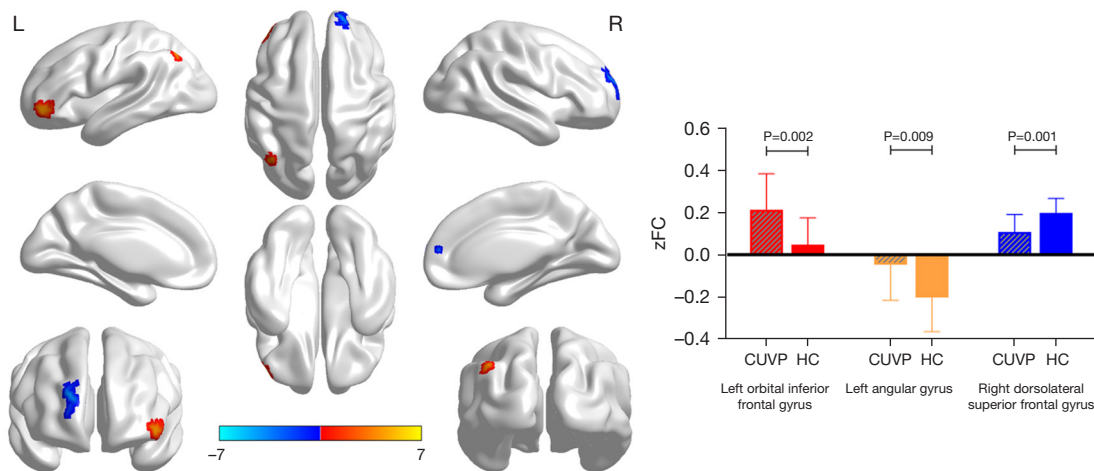 L
R
−7
7
P=0.002
P=0.009
P=0.001
0.6
0.4
0.2
0.0
−0.2
−0.4
zFC
CUVP HC
CUVP HC
CUVP HC
Left orbital inferior
frontal gyrus
Left angular gyrus
Right dorsolateral
superior frontal gyrus